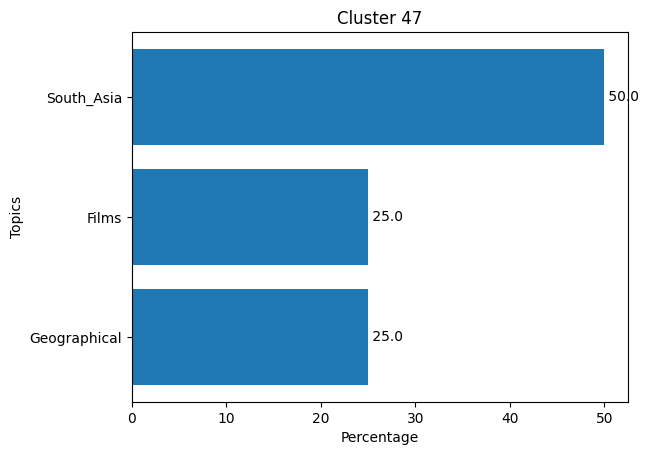 Cluster 47
Topics
South_Asia
50.0
Films
25.0
Geographical
25.0
0 10 20 30 40 50
Percentage